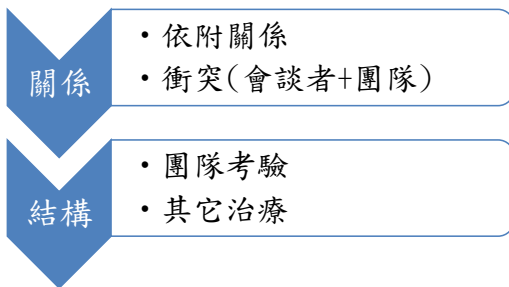 關係
・依附關係
・衝突(會談者+團隊)
結構
・團隊考驗
・其它治療